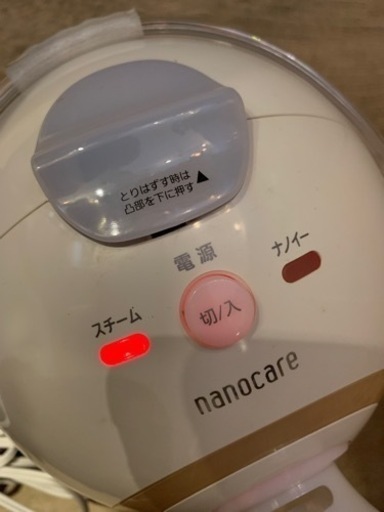 とりはずす時は
凸部を下に押す▲
電源
ナノイー
切/入
スチーム
nanocare